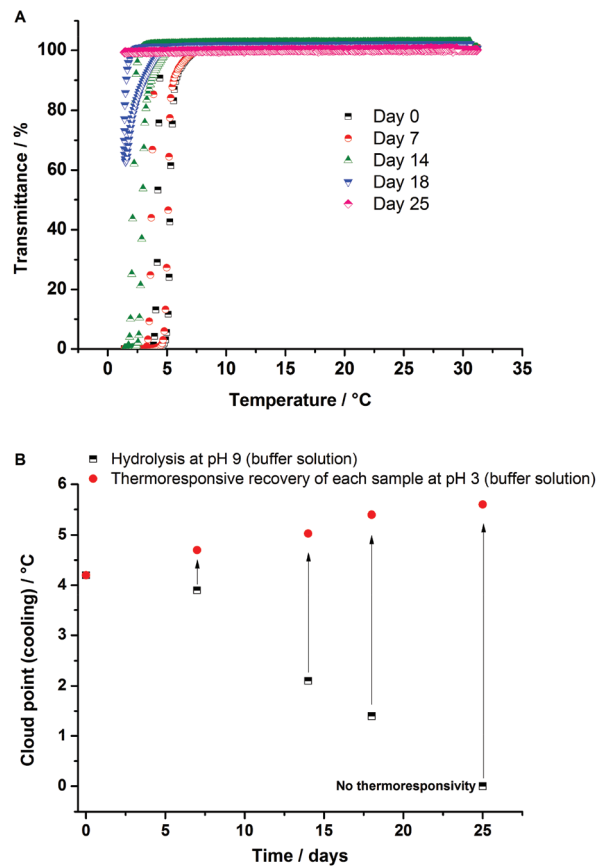 A
100
80
60
40
20
0
Transmittance / %
Day 0
Day 7
Day 14
Day 18
Day 25
0 5 10 15 20 25 30 35
Temperature / °C
B
Hydrolysis at pH 9 (buffer solution)
Thermoresponsive recovery of each sample at pH 3 (buffer solution)
6
5
4
3
2
1
0
Cloud point (cooling) / °C
No thermoresponsivity
0 5 10 15 20 25
Time / days